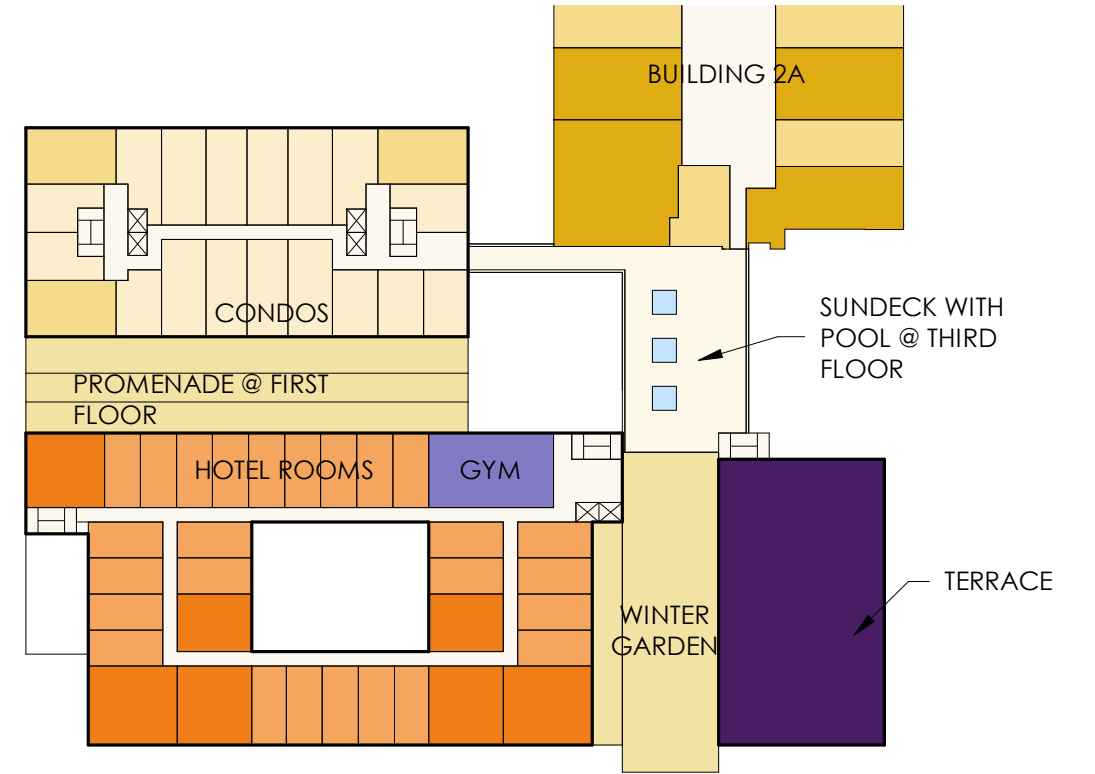 BUILDING 2A
SUNDECK WITH
POOL @ THIRD
FLOOR
CONDOS
PROMENADE @ FIRST
FLOOR
HOTEL ROOMS
GYM
TERRACE
WINTER
GARDEN